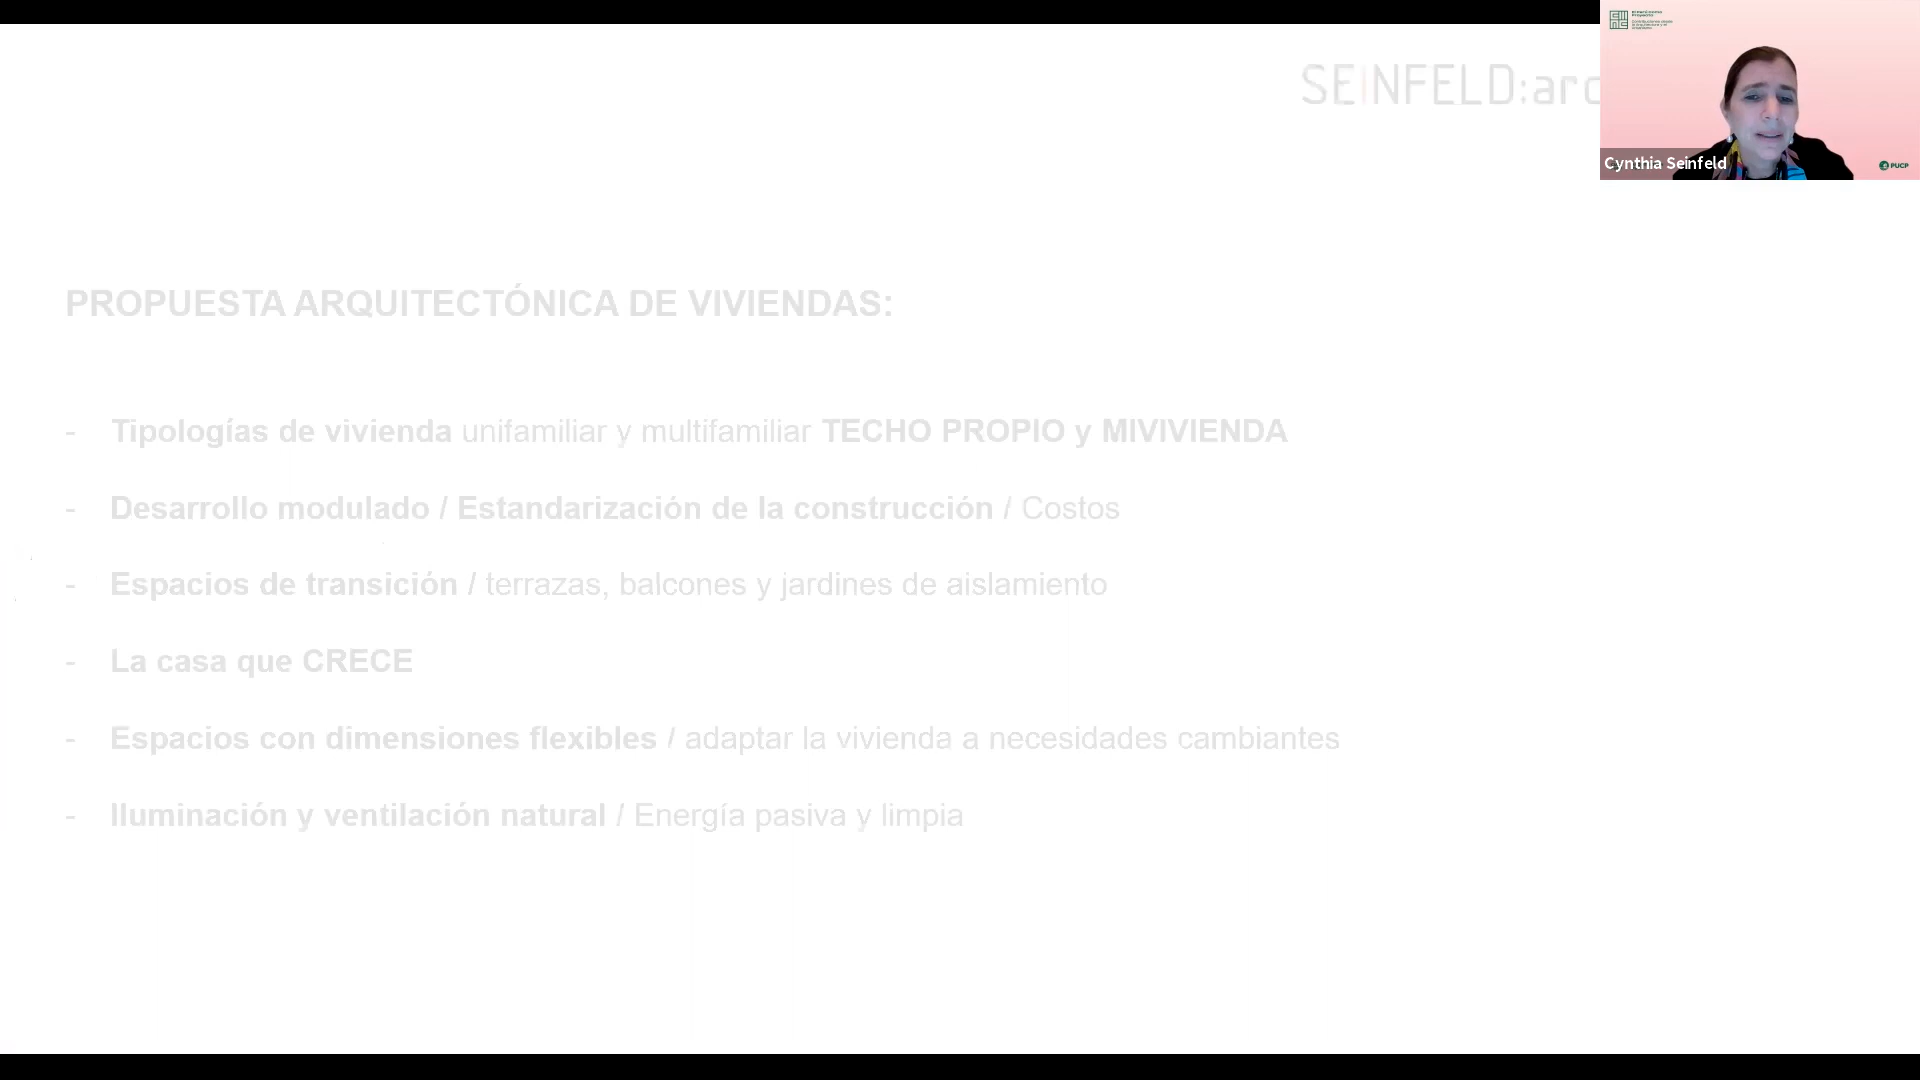 SEINFELD:arc
Cynthia Seinfeld
PUCP
PROPUESTA ARQUITECTÓNICA DE VIVIENDAS:
- Tipologías de vivienda unifamiliar y multifamiliar TECHO PROPIO y MIVIVIENDA
- Desarrollo modulado / Estandarización de la construcción / Costos
- Espacios de transición / terrazas, balcones y jardines de aislamiento
- La casa que CRECE
- Espacios con dimensiones flexibles / adaptar la vivienda a necesidades cambiantes
- Iluminación y ventilación natural / Energía pasiva y limpia